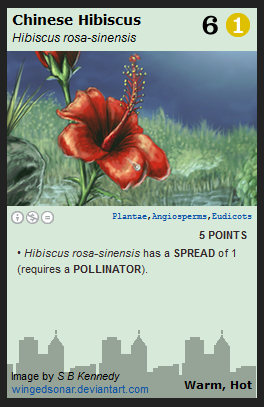 Chinese Hibiscus
Hibiscus rosa-sinensis
6 1
Plantae, Angiosperms, Eudicots
5 POINTS
• Hibiscus rosa-sinensis has a SPREAD of 1
(requires a POLLINATOR).
Image by S B Kennedy
wingedsonar.deviantart.com
Warm, Hot